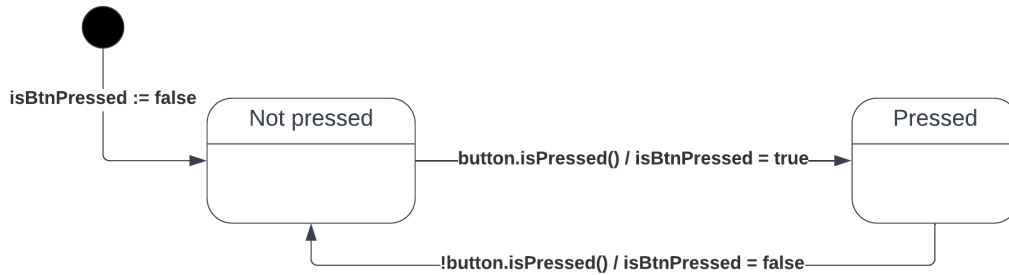 isBtnPressed := false
Not pressed
Pressed
button.isPressed() / isBtnPressed = true
!button.isPressed() / isBtnPressed = false